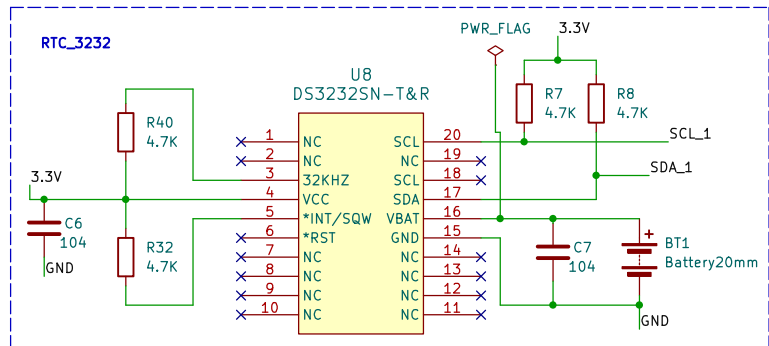 RTC_3232
PWR_FLAG
3.3V
U8
DS3232SN-T&R
R40
4.7K
R7
4.7K
R8
4.7K
1 NC
2 NC
3 32KHZ
4 VCC
5 *INT/SQW
6 *RST
7 NC
8 NC
9 NC
10 NC
SCL 20
NC 19
SCL 18
SDA 17
VBAT 16
GND 15
NC 14
NC 13
NC 12
NC 11
SCL_1
SDA_1
3.3V
C6
104
GND
R32
4.7K
C7
104
+
BT1
Battery20mm
GND